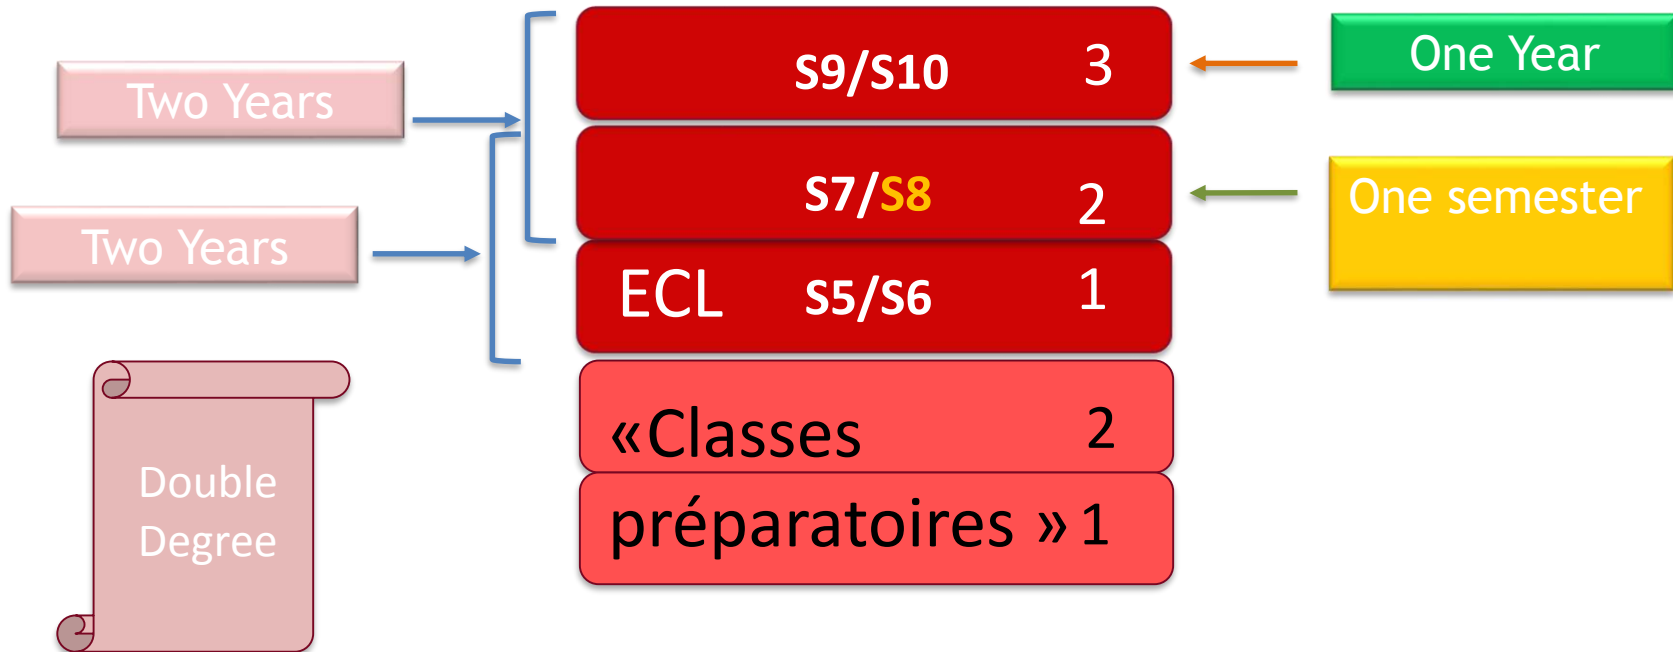 Two Years
Two Years
Double
Degree
S9/S10 3
S7/S8 2
ECL S5/S6 1
«Classes 2
préparatoires » 1
One Year
One semester